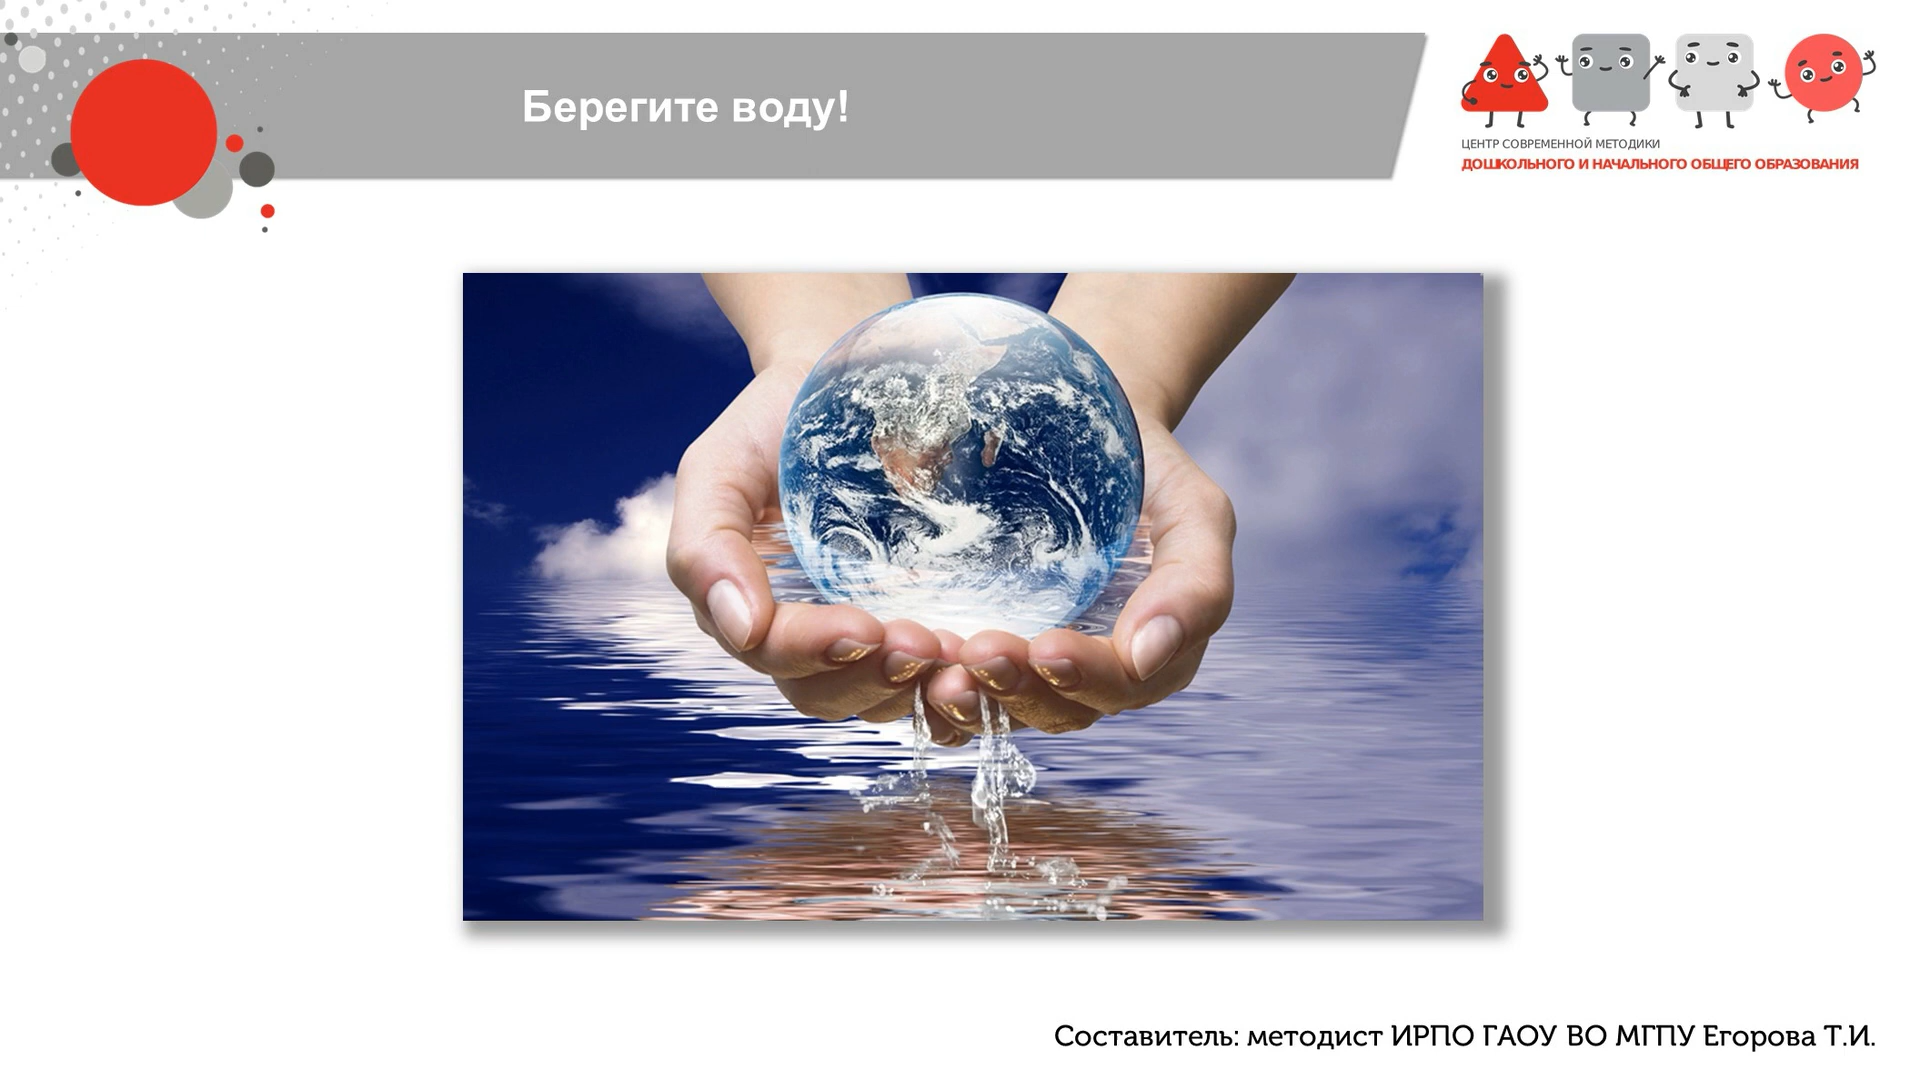 Берегите воду!
ЦЕНТР СОВРЕМЕННОЙ МЕТОДИКИ
ДОШКОЛЬНОГО И НАЧАЛЬНОГО ОБЩЕГО ОБРАЗОВАНИЯ
Составитель: методист ИРПО ГАОУ ВО МГПУ Егорова Т.И.